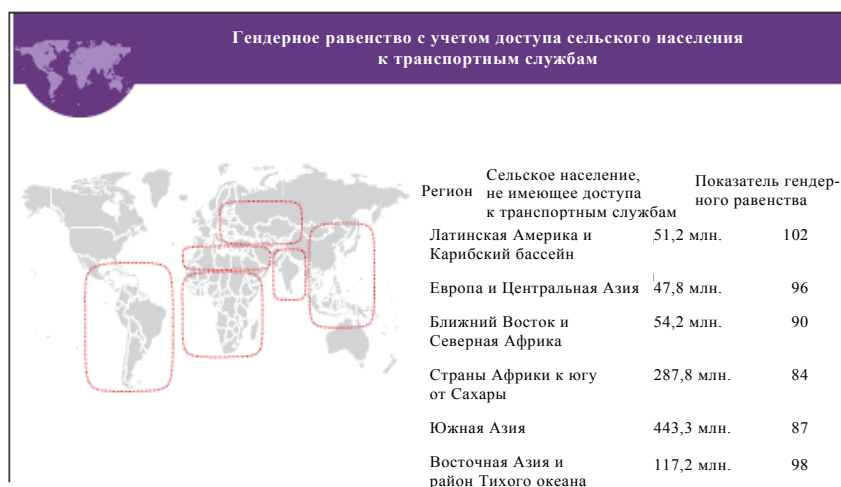 Гендерное равенство с учетом доступа сельского населения
к транспортным службам
Регион
Сельское население,
не имеющее доступа
к транспортным службам
Показатель гендер-
ного равенства
Латинская Америка и 51,2 млн. 102
Карибский бассейн
Европа и Центральная Азия 47,8 млн. 96
Ближний Восток и 54,2 млн. 90
Северная Африка
Страны Африки к югу 287,8 млн. 84
от Сахары
Южная Азия 443,3 млн. 87
Восточная Азия и 117,2 млн. 98
район Тихого океана